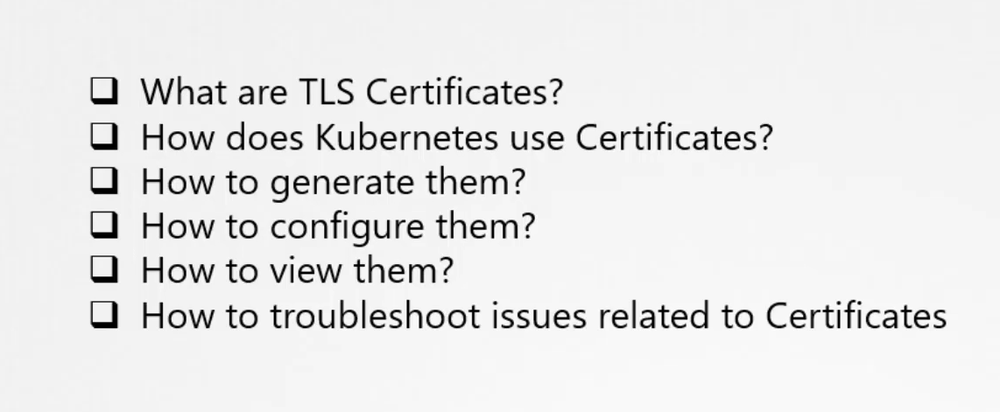 What are TLS Certificates?
How does Kubernetes use Certificates?
How to generate them?
How to configure them?
How to view them?
How to troubleshoot issues related to Certificates